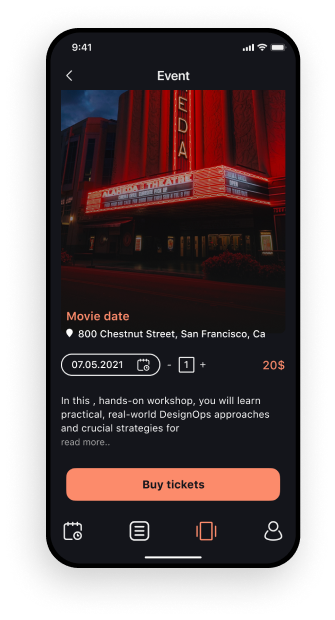 9:41
Event
EDA
ALAMEDA THEATRE
Movie date
800 Chestnut Street, San Francisco, Ca
07.05.2021 - 1 + 20$
In this , hands-on workshop, you will learn
practical, real-world DesignOps approaches
and crucial strategies for
read more..
Buy tickets